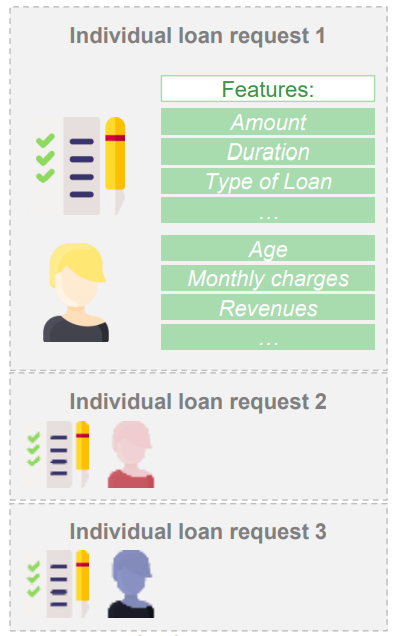 Individual loan request 1
Features:
Amount
Duration
Type of Loan
...
Age
Monthly charges
Revenues
...
Individual loan request 2
Individual loan request 3